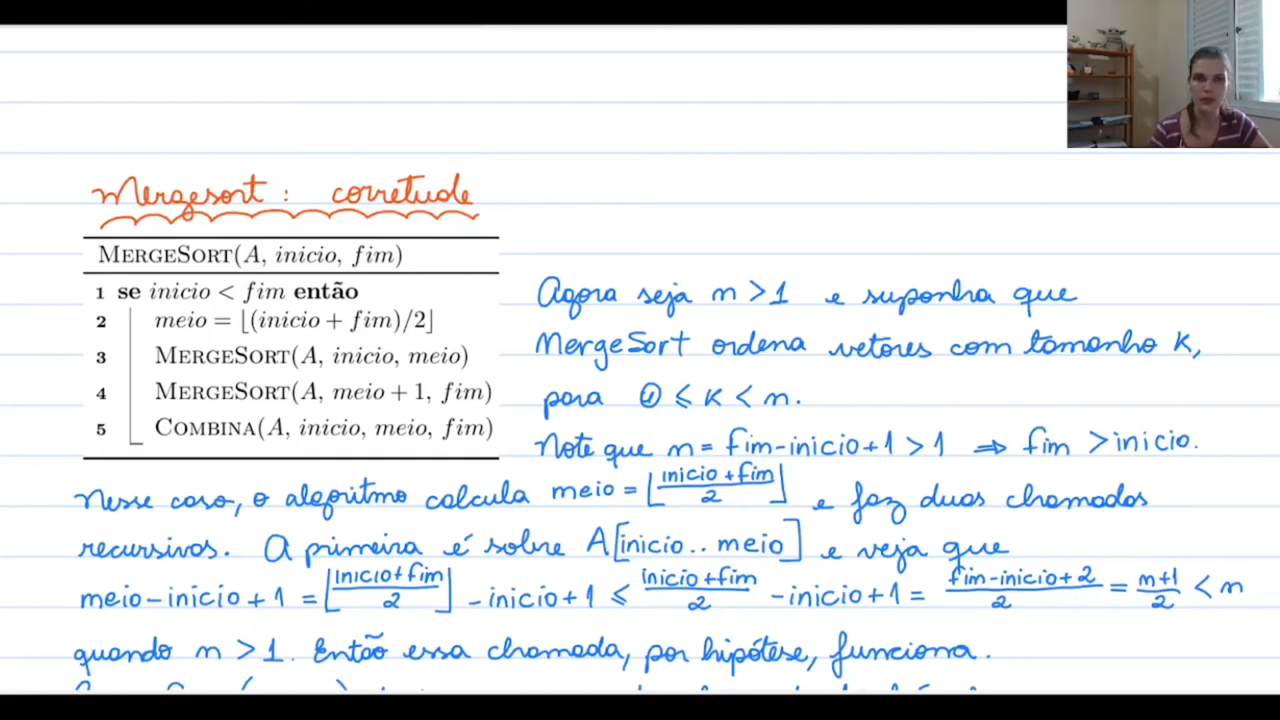 Mergesort: corretude
MERGESORT(A, inicio, fim)
1 se inicio < fim então
2 meio = ⌊(inicio + fim)/2⌋
3 MERGESORT(A, inicio, meio)
4 MERGESORT(A, meio + 1, fim)
5 COMBINA(A, inicio, meio, fim)
Agora seja n > 1 e suponha que
MergeSort ordena vetores com tamanho k,
para ≤ k < n.
Note que n = fim-inicio+1 > 1 ⇒ fim > inicio.
Nesse caso, o algoritmo calcula meio = ⌊(inicio+fim)/2⌋ e faz duas chamadas
recursivas. A primeira é sobre A[inicio..meio] e veja que
meio-inicio+1 = ⌊(inicio+fim)/2⌋ - inicio+1 ≤ (inicio+fim)/2 - inicio+1 = (fim-inicio+2)/2 = (n+1)/2 < n
quando n > 1. Então essa chamada, por hipótese, funciona.